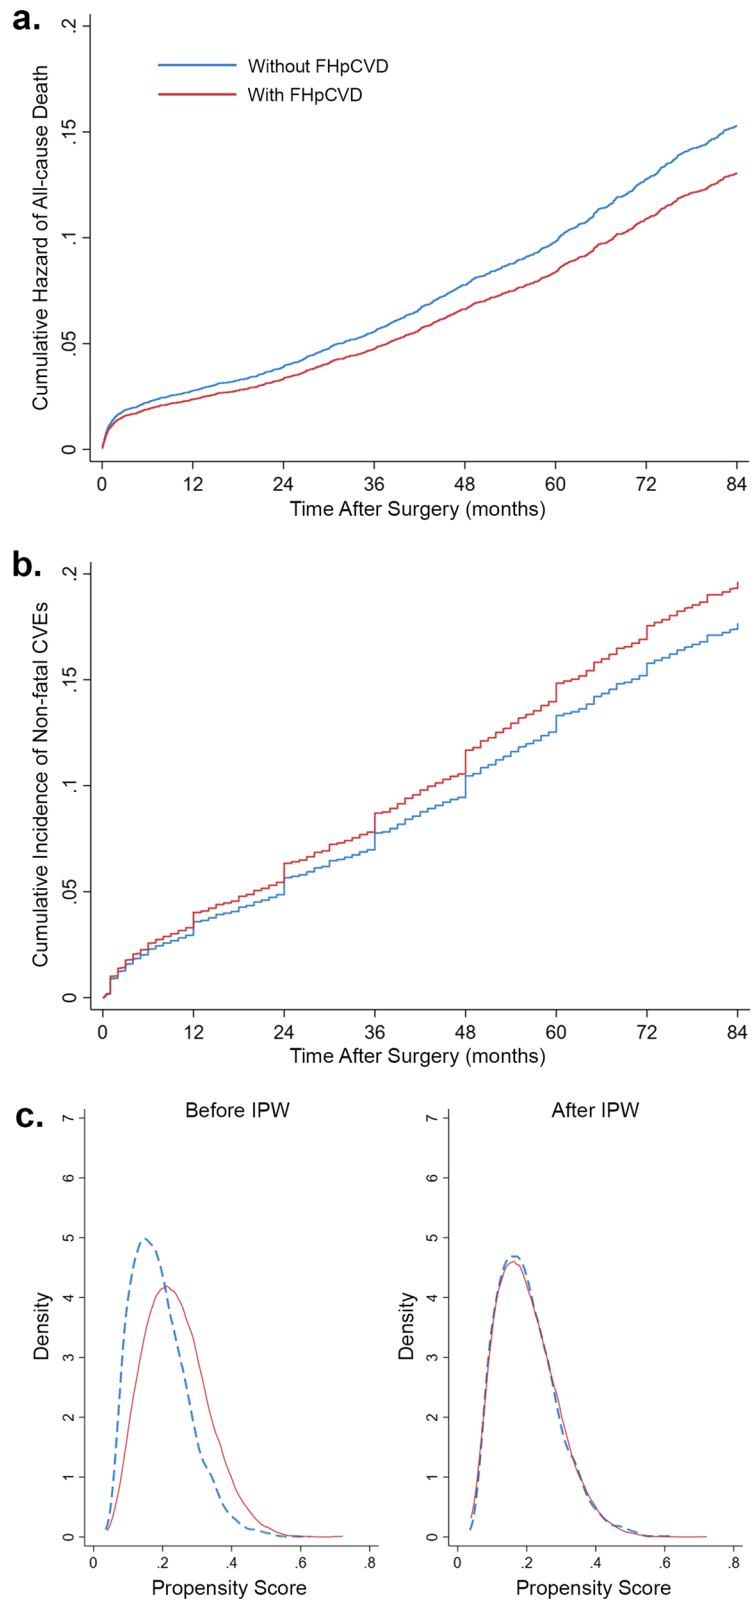 a.
Cumulative Hazard of All-cause Death
.2
.15
.1
.05
0
Without FHpCVD
With FHpCVD
0 12 24 36 48 60 72 84
Time After Surgery (months)
b.
Cumulative Incidence of Non-fatal CVEs
.2
.15
.1
.05
0
0 12 24 36 48 60 72 84
Time After Surgery (months)
c.
Before IPW
Density
7
6
5
4
3
2
1
0
0 .2 .4 .6 .8
Propensity Score
After IPW
Density
7
6
5
4
3
2
1
0
0 .2 .4 .6 .8
Propensity Score